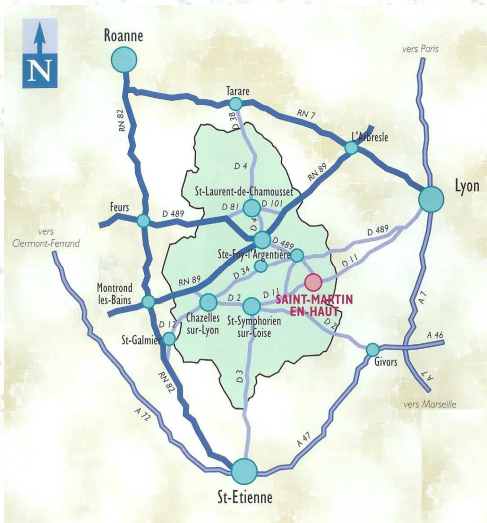 N
Roanne
vers Paris
Tarare
RN 82
D 38
RN 7
L'Arbresle
D 4
RN 89
St-Laurent-de-Chamousset
Lyon
D 81
D 101
Feurs
D 489
D 4
vers
Clermont-Ferrand
Ste-Foy-l'Argentière
D 489
D 489
D 11
D 34
RN 89
Montrond
les-Bains
D 2
D 11
SAINT-MARTIN
EN-HAUT
A 7
Chazelles
sur-Lyon
St-Symphorien
sur-Coise
D 12
St-Galmier
D 2
A 46
Givors
RN 82
D 3
A 7
vers Marseille
A 72
A 47
St-Etienne